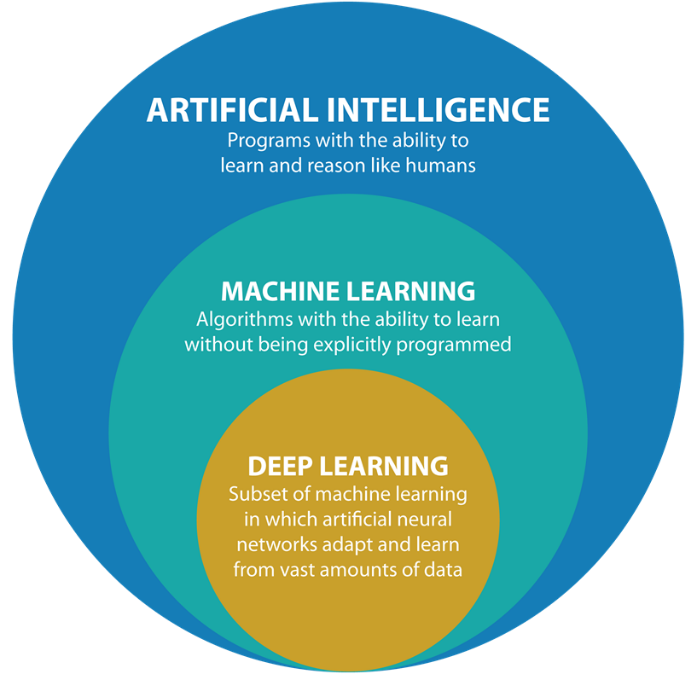 ARTIFICIAL INTELLIGENCE
Programs with the ability to
learn and reason like humans
MACHINE LEARNING
Algorithms with the ability to learn
without being explicitly programmed
DEEP LEARNING
Subset of machine learning
in which artificial neural
networks adapt and learn
from vast amounts of data